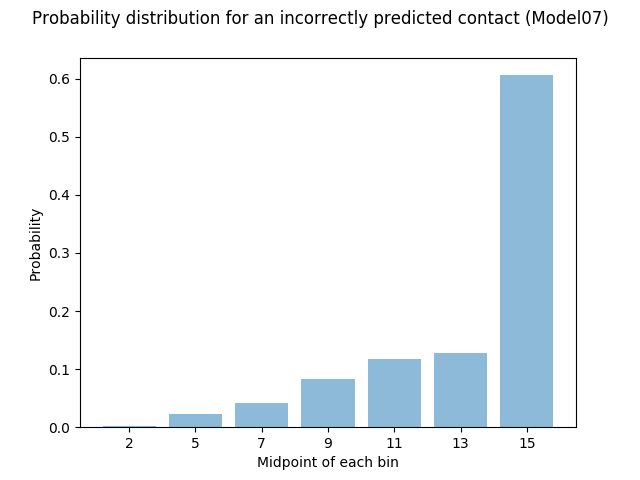 Probability distribution for an incorrectly predicted contact (Model07)
0.6
0.5
0.4
0.3
0.2
0.1
0.0
Probability
2 5 7 9 11 13 15
Midpoint of each bin